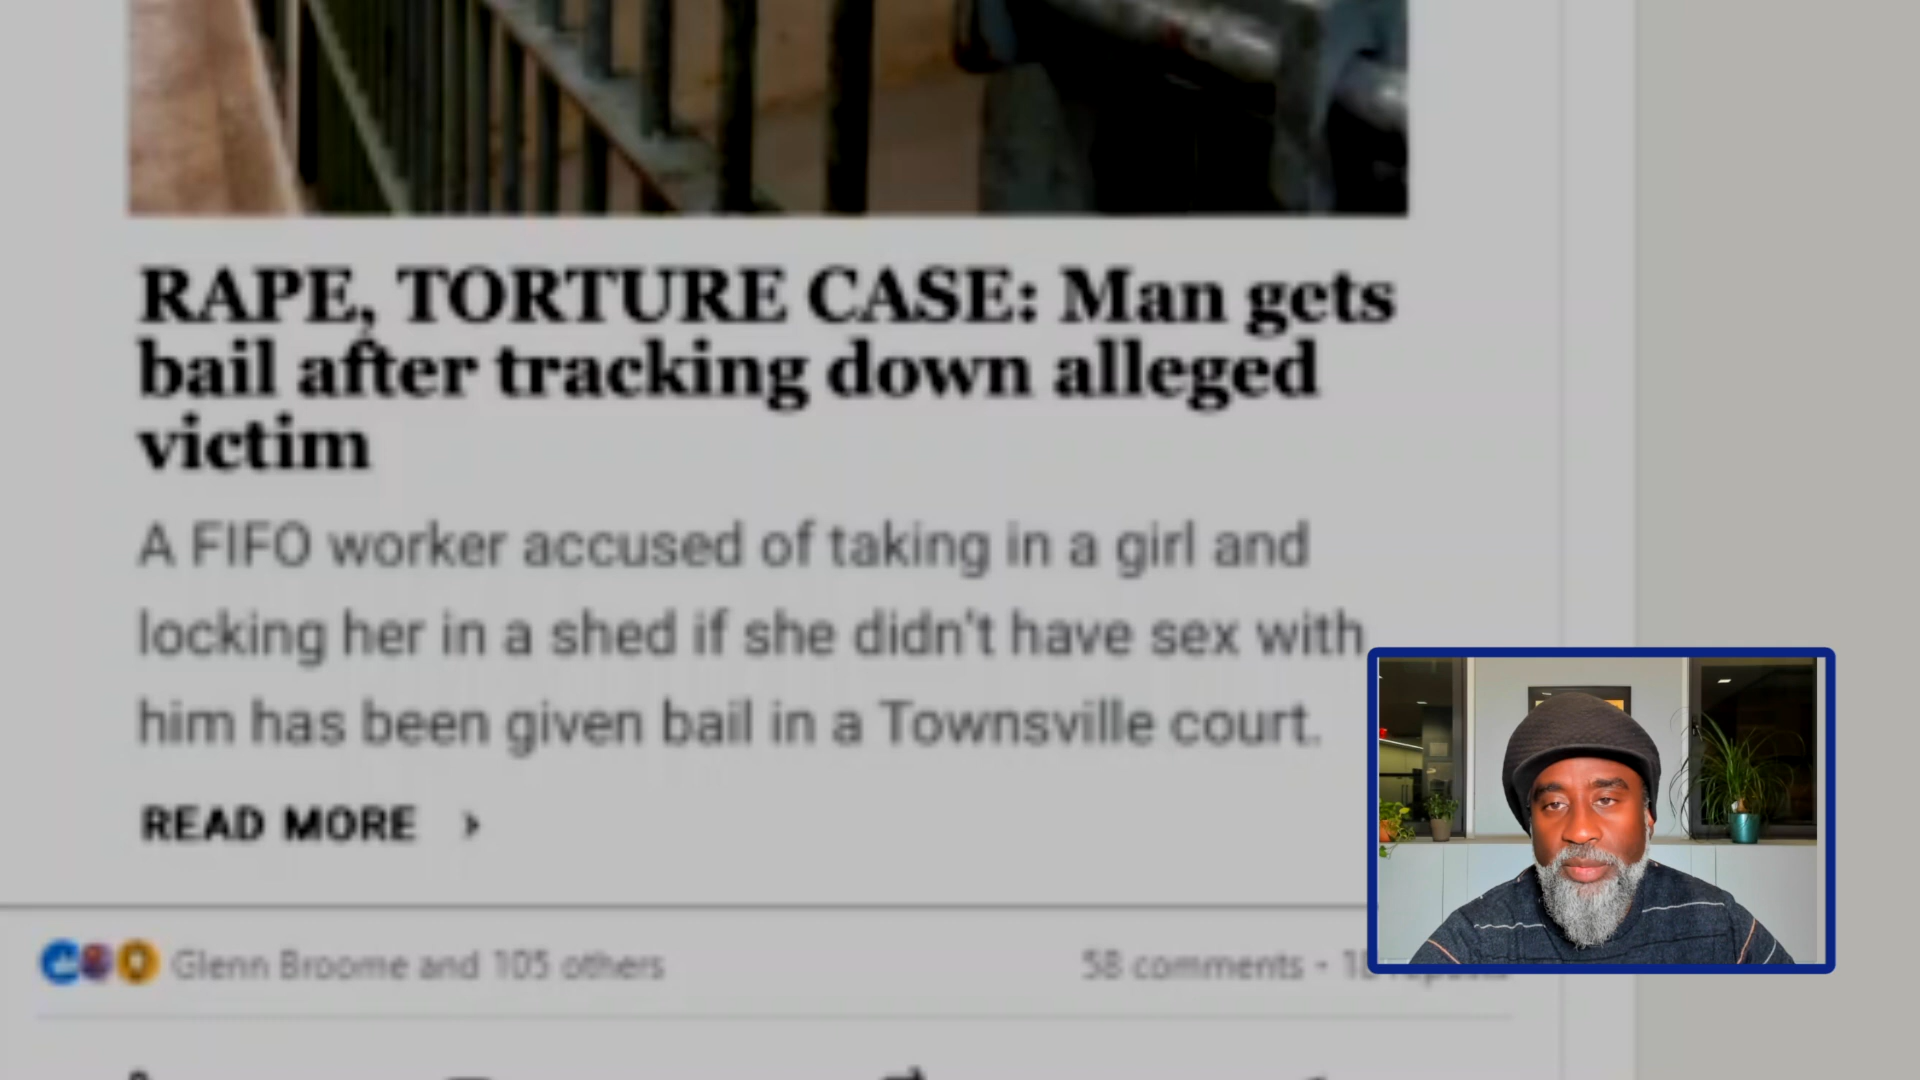 RAPE, TORTURE CASE: Man gets
bail after tracking down alleged
victim
A FIFO worker accused of taking in a girl and
locking her in a shed if she didn't have sex with
him has been given bail in a Townsville court.
READ MORE
Glenn Broome and 105 others
58 comments •